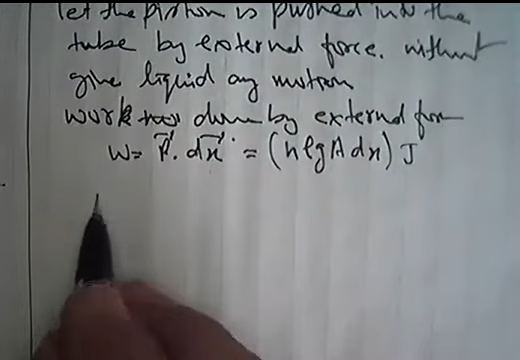 let the piston is pushed into the
tube by external force. without
give liquid any motion
work done by external force
W = F⃗. dx⃗ = (hρgA dx) J